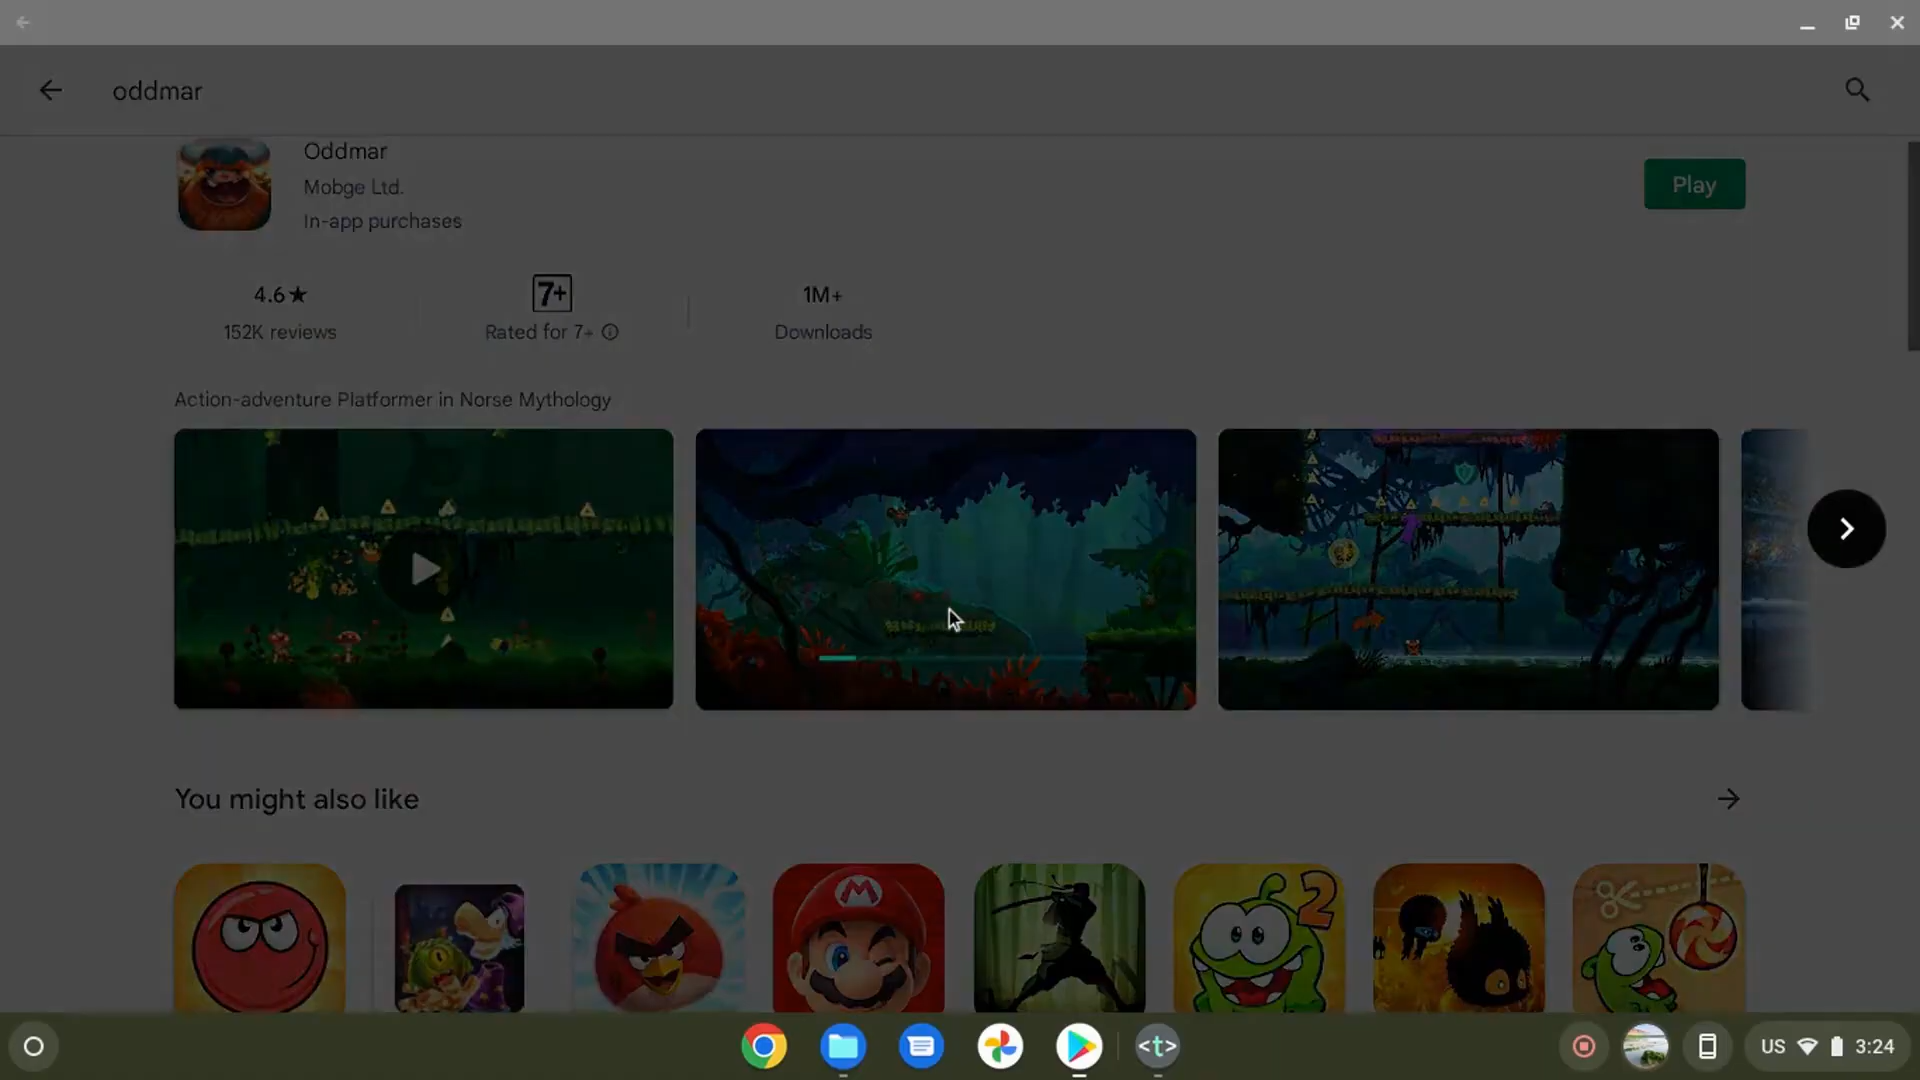 oddmar
Oddmar
Mobge Ltd.
In-app purchases
Play
4.6★
152K reviews
7+
Rated for 7+
1M+
Downloads
Action-adventure Platformer in Norse Mythology
You might also like
M
2
<t>
US
3:24